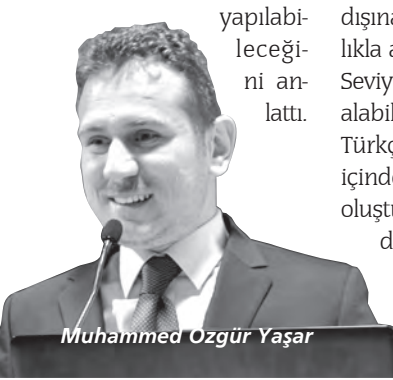 yapılabi-
leceği-
ni an-
lattı.
dışına
lıkla a
Seviy
alabil
Türkç
içinde
oluştu
d
Muhammed Özgür Yaşar